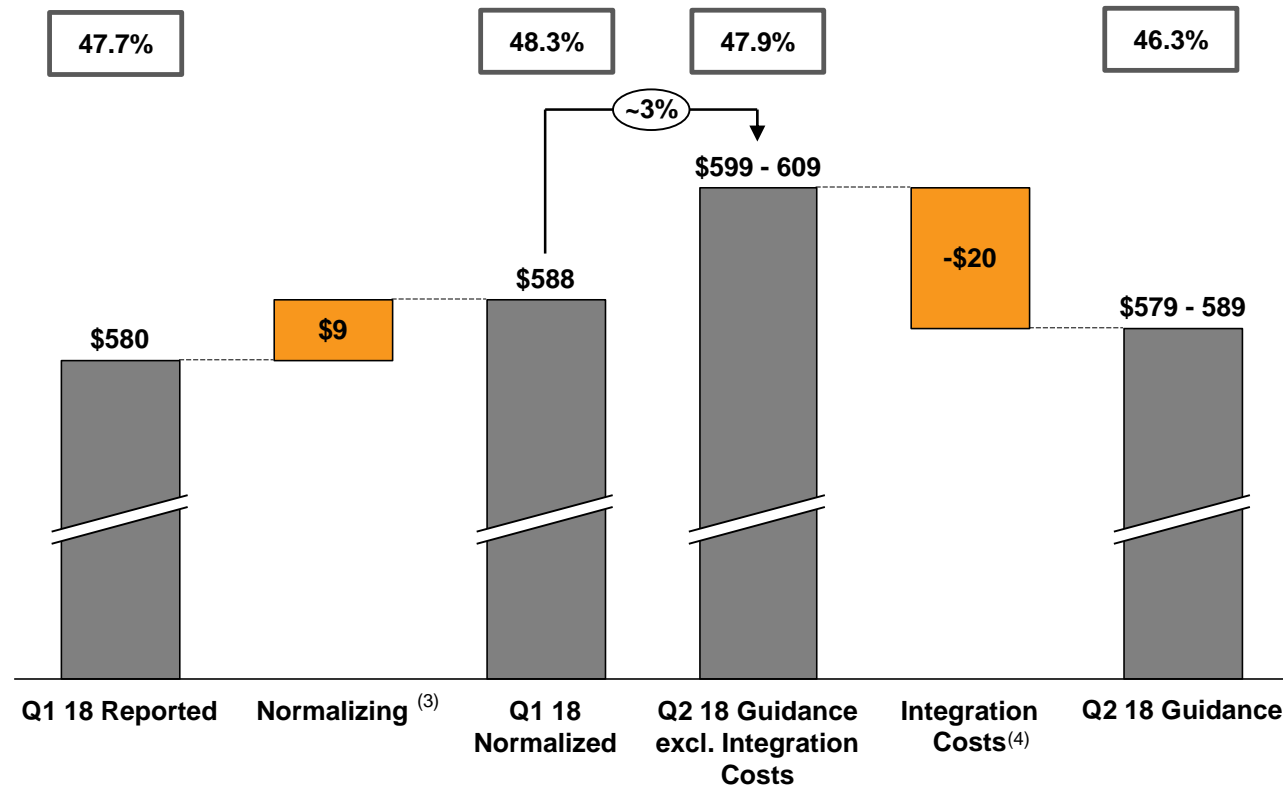 47.7%
48.3%
47.9%
46.3%
~3%
$599 - 609
$588
-$20
$579 - 589
$580
$9
Q1 18 Reported
Normalizing (3)
Q1 18
Normalized
Q2 18 Guidance
excl. Integration
Costs
Integration
Costs(4)
Q2 18 Guidance